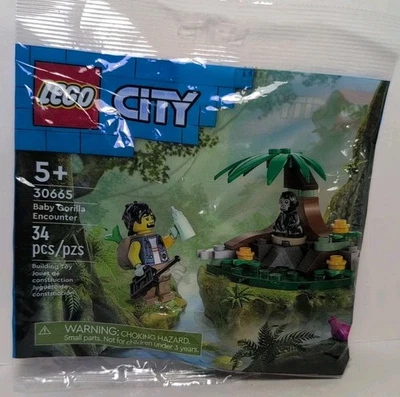 LEGO CITY
5+
30665
Baby Gorilla
Encounter
34
pcs/pzs
Building Toy
Jouet de
construction
Juguete de
construcción
WARNING: CHOKING HAZARD.
Small parts. Not for children under 3 years.